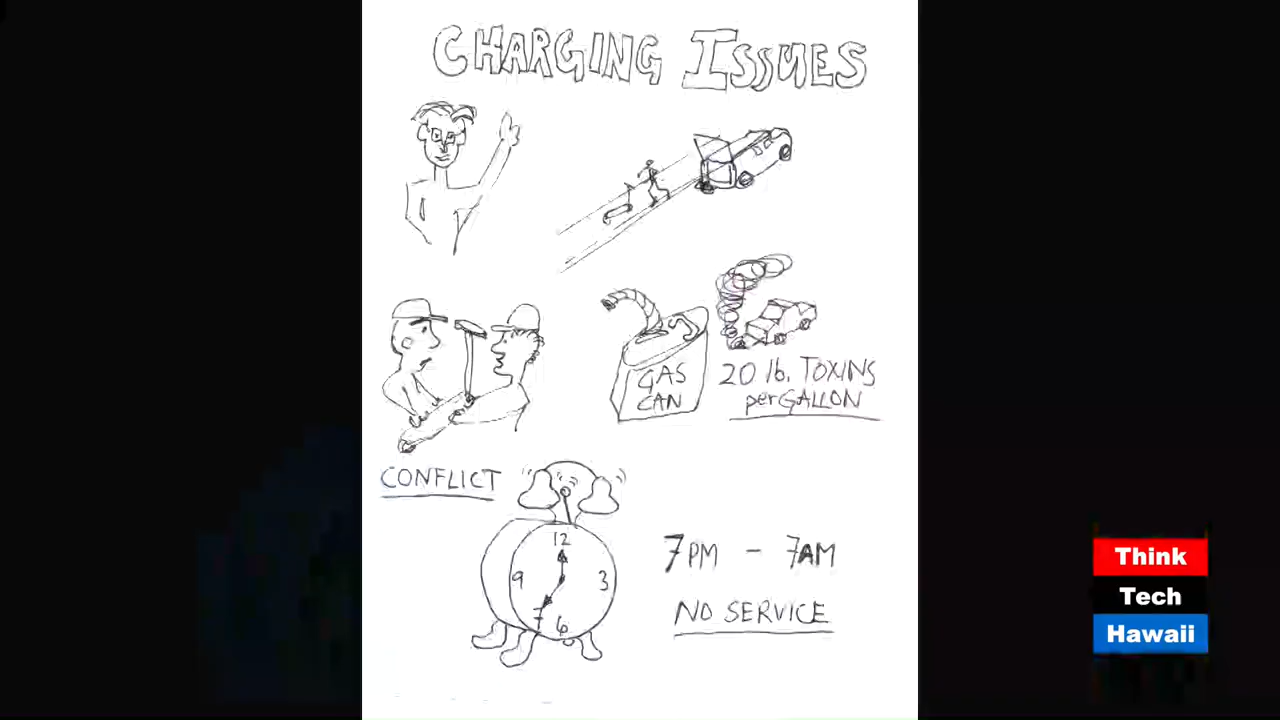 CHARGING ISSUES
GAS
CAN
20 lb. TOXINS
per GALLON
CONFLICT
12
9
3
7
6
7PM - 7AM
NO SERVICE
Think
Tech
Hawaii